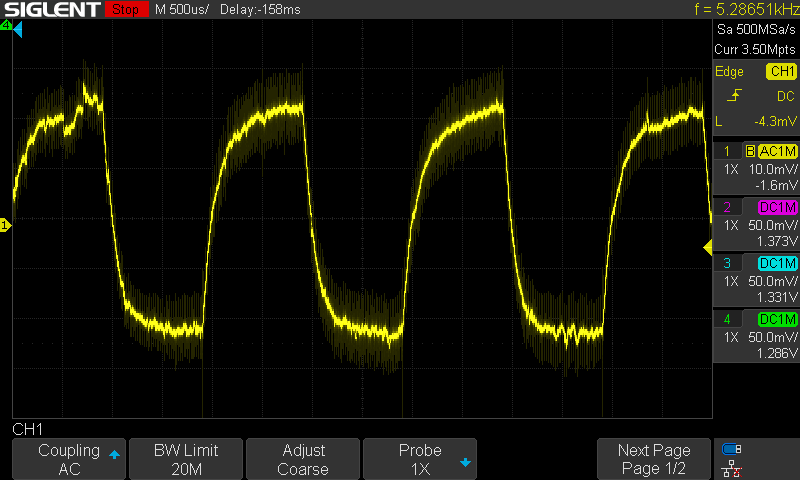 SIGLENT Stop M 500us/ Delay:-158ms f = 5.28651kHz
Sa 500MSa/s
Curr 3.50Mpts
Edge CH1
DC
L -4.3mV
1 B AC1M
1X 10.0mV/
-1.6mV
2 DC1M
1X 50.0mV/
1.373V
3 DC1M
1X 50.0mV/
1.331V
4 DC1M
1X 50.0mV/
1.286V
4
1
CH1
Coupling
AC
BW Limit
20M
Adjust
Coarse
Probe
1X
Next Page
Page 1/2